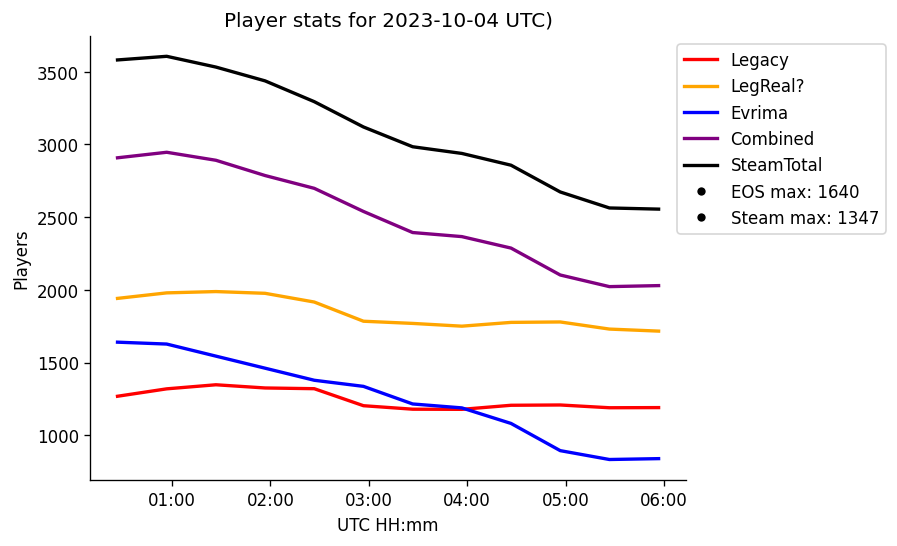 Player stats for 2023-10-04 UTC)
Legacy
LegReal?
Evrima
Combined
SteamTotal
EOS max: 1640
Steam max: 1347
Players
3500
3000
2500
2000
1500
1000
01:00 02:00 03:00 04:00 05:00 06:00
UTC HH:mm